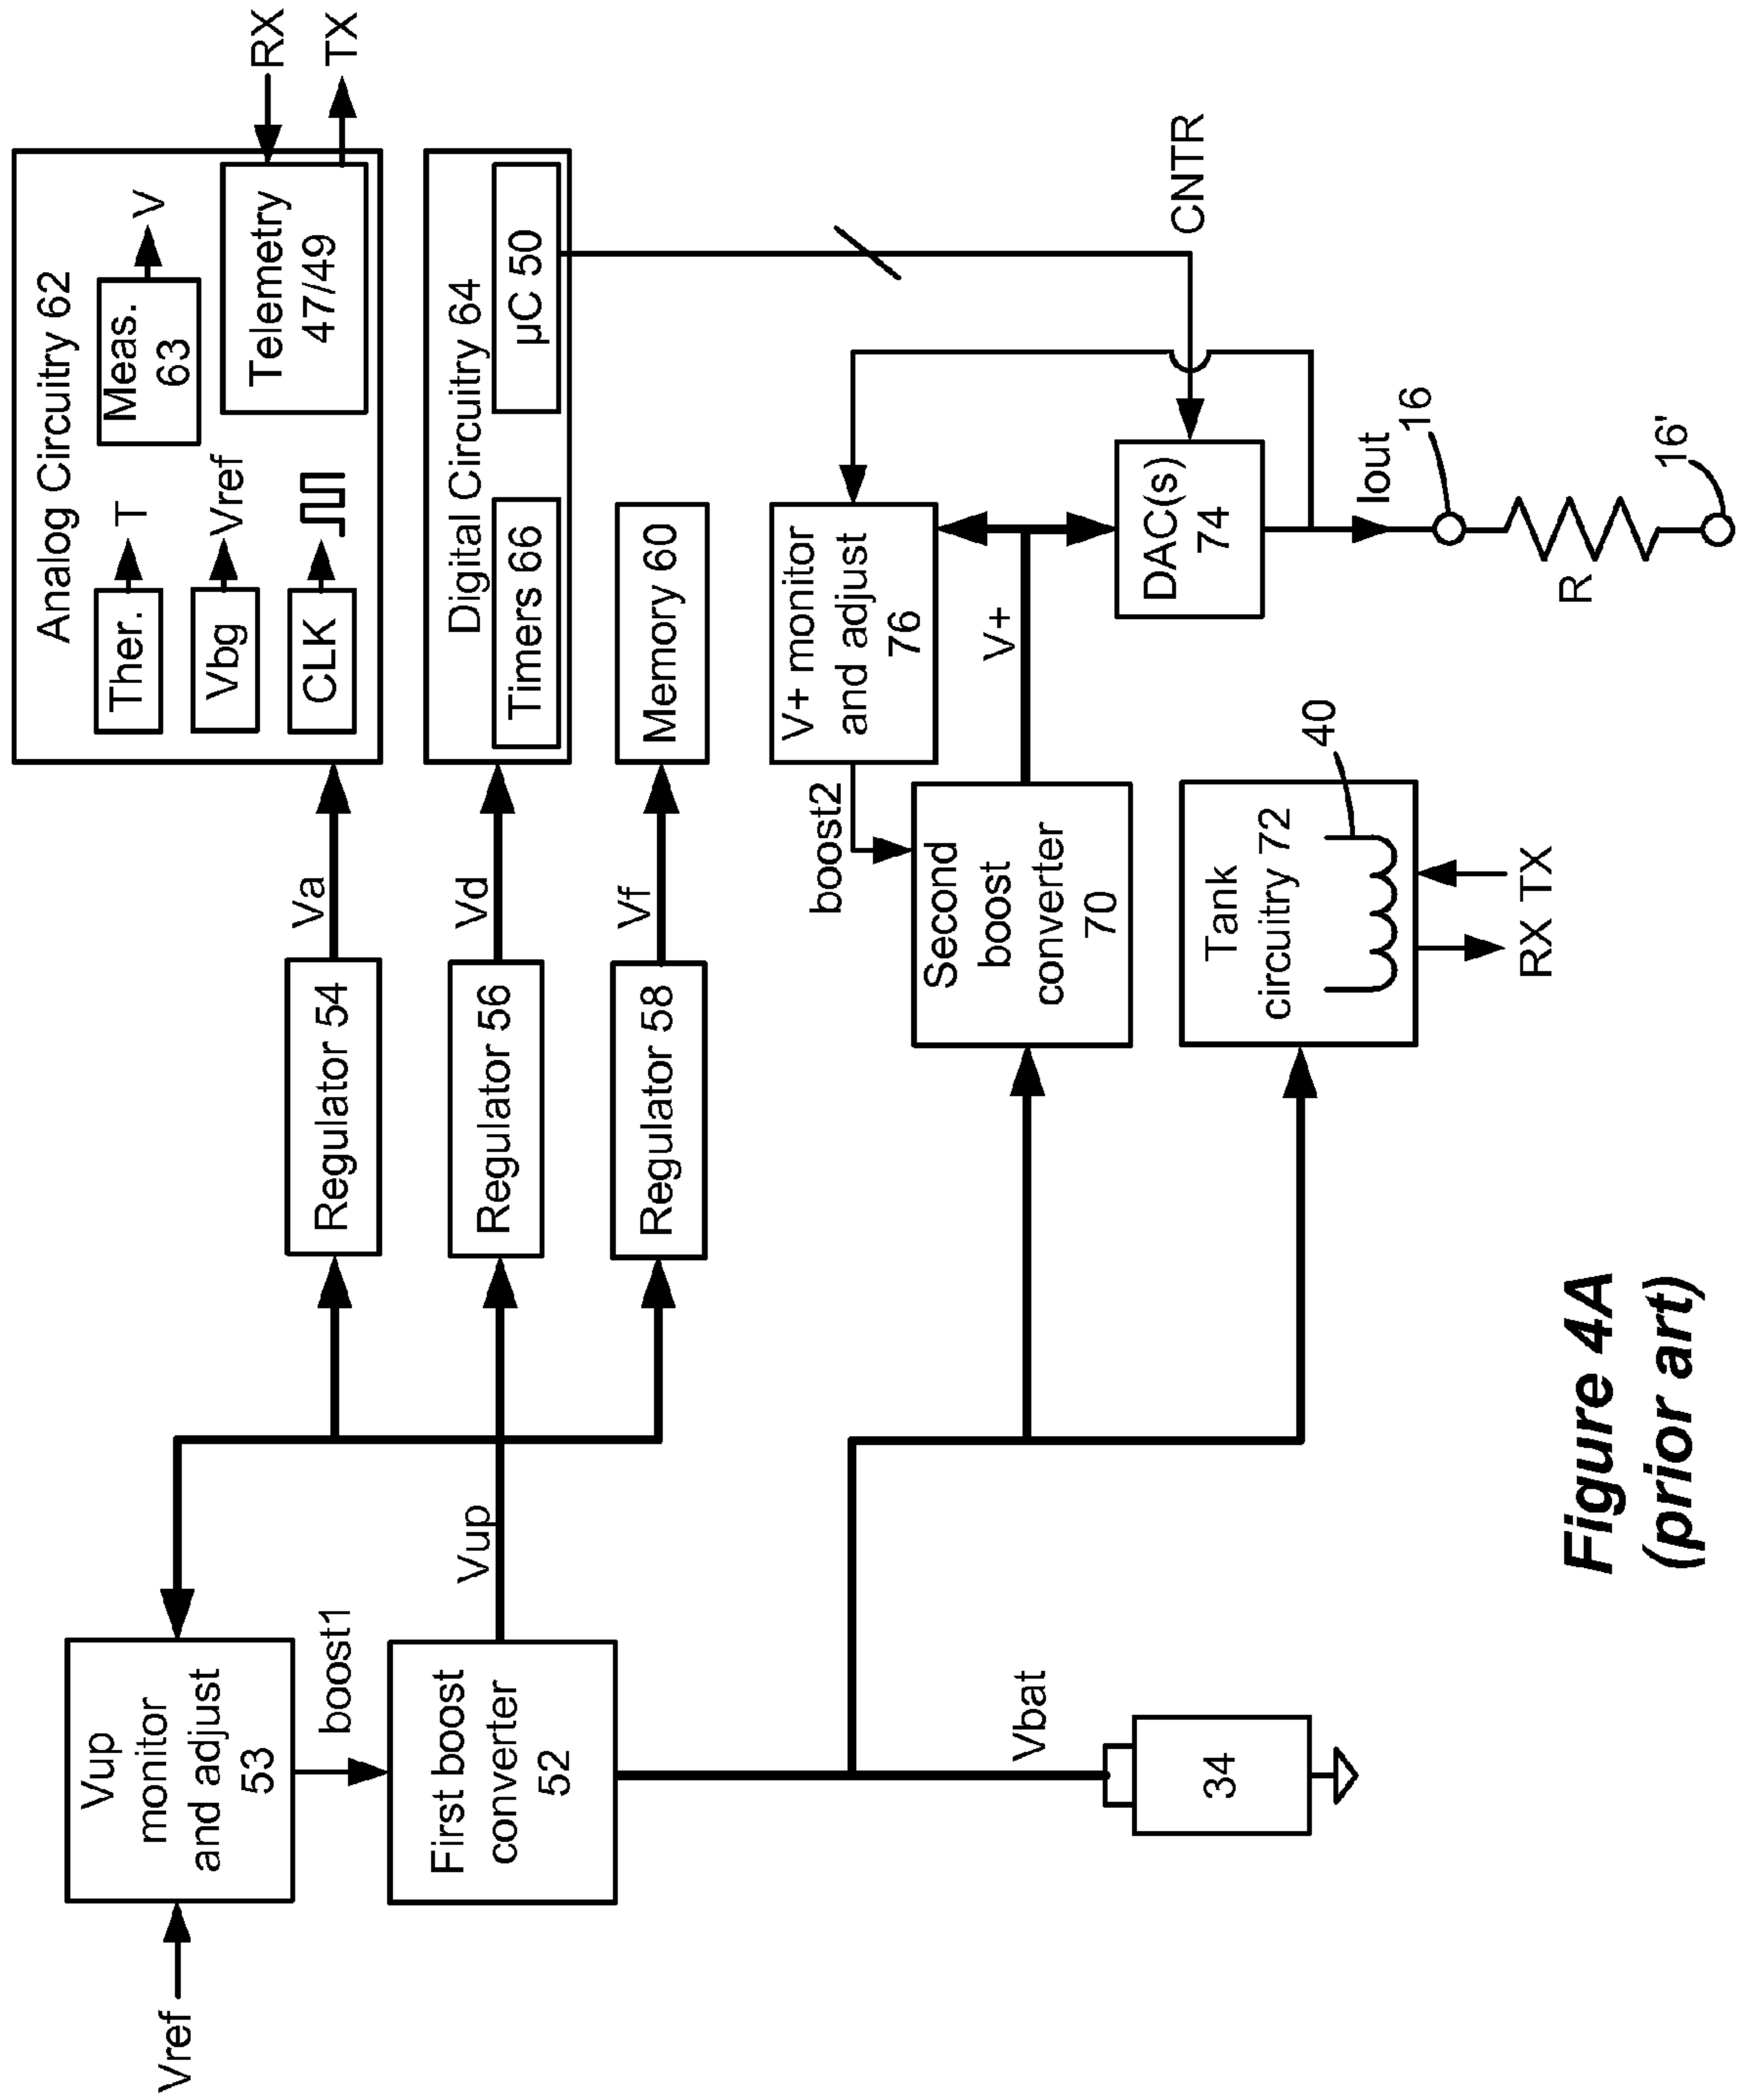 Vref
Vup
monitor
and adjust
53
boost1
First boost
converter
52
Vup
Vbat
34
Regulator 54
Regulator 56
Regulator 58
Va
Vd
Vf
Analog Circuitry 62
Ther.
T
Vbg
Vref
CLK
Meas.
63
V
Telemetry
47/49
RX
TX
Digital Circuitry 64
Timers 66
µC 50
Memory 60
CNTR
V+ monitor
and adjust
76
boost2
Second
boost
converter
70
V+
DAC(s)
74
Iout
16
R
16'
Tank
circuitry 72
40
RX
TX
Figure 4A
(prior art)